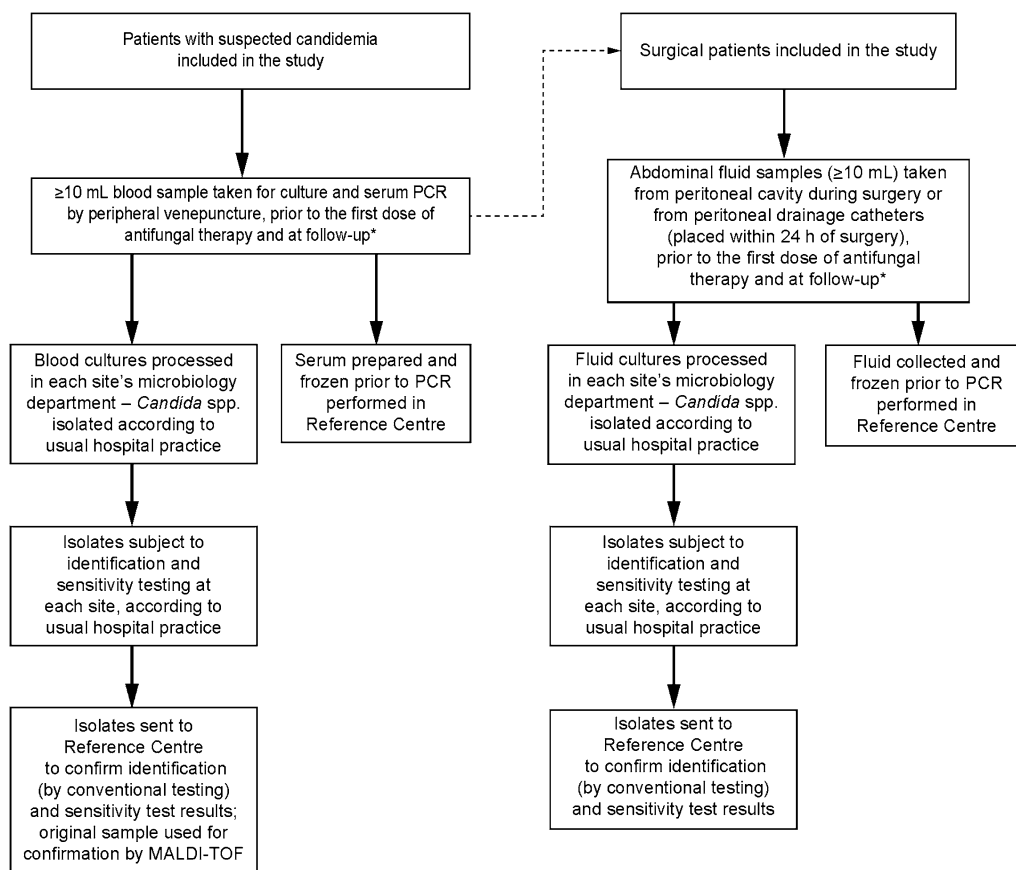 Patients with suspected candidemia
included in the study
≥10 mL blood sample taken for culture and serum PCR
by peripheral venepuncture, prior to the first dose of
antifungal therapy and at follow-up*
Blood cultures processed
in each site's microbiology
department – Candida spp.
isolated according to
usual hospital practice
Serum prepared and
frozen prior to PCR
performed in
Reference Centre
Isolates subject to
identification and
sensitivity testing at
each site, according to
usual hospital practice
Isolates sent to
Reference Centre
to confirm identification
(by conventional testing)
and sensitivity test results;
original sample used for
confirmation by MALDI-TOF
Surgical patients included in the study
Abdominal fluid samples (≥10 mL) taken
from peritoneal cavity during surgery or
from peritoneal drainage catheters
(placed within 24 h of surgery),
prior to the first dose of antifungal
therapy and at follow-up*
Fluid cultures processed
in each site's microbiology
department – Candida spp.
isolated according to
usual hospital practice
Fluid collected and
frozen prior to PCR
performed in
Reference Centre
Isolates subject to
identification and
sensitivity testing at
each site, according to
usual hospital practice
Isolates sent to
Reference Centre
to confirm identification
(by conventional testing)
and sensitivity test results